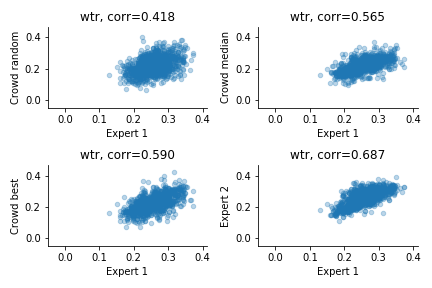 wtr, corr=0.418
Crowd random
0.4
0.2
0.0
0.0 0.1 0.2 0.3 0.4
Expert 1
wtr, corr=0.565
Crowd median
0.4
0.2
0.0
0.0 0.1 0.2 0.3 0.4
Expert 1
wtr, corr=0.590
Crowd best
0.4
0.2
0.0
0.0 0.1 0.2 0.3 0.4
Expert 1
wtr, corr=0.687
Expert 2
0.4
0.2
0.0
0.0 0.1 0.2 0.3 0.4
Expert 1